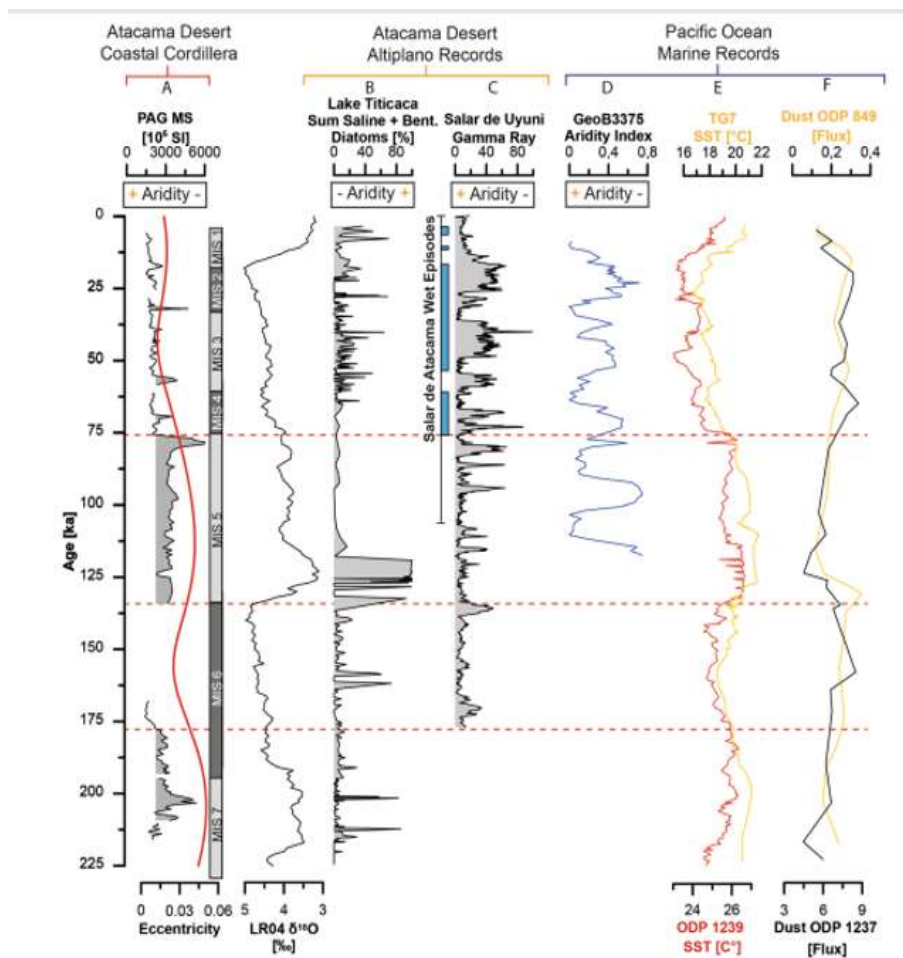 Atacama Desert
Coastal Cordillera
Atacama Desert
Altiplano Records
Pacific Ocean
Marine Records
A
B
C
D
E
F
PAG MS
[10⁶ SI]
0 3000 6000
+ Aridity -
Lake Titicaca
Sum Saline + Bent.
Diatoms [%]
0 40 80
- Aridity +
Salar de Uyuni
Gamma Ray
0 40 80
+ Aridity -
GeoB3375
Aridity Index
0 0,4 0,8
+ Aridity -
TG7
SST [°C]
16 18 20 22
Dust ODP 849
[Flux]
0 0,2 0,4
Age [ka]
0
25
50
75
100
125
150
175
200
225
MIS 1
MIS 2
MIS 3
MIS 4
MIS 5
MIS 6
MIS 7
Salar de Atacama Wet Episodes
0 0.03 0.06
Eccentricity
5 4 3
LR04 δ¹⁸O
[‰]
24 26
ODP 1239
SST [C°]
3 6 9
Dust ODP 1237
[Flux]